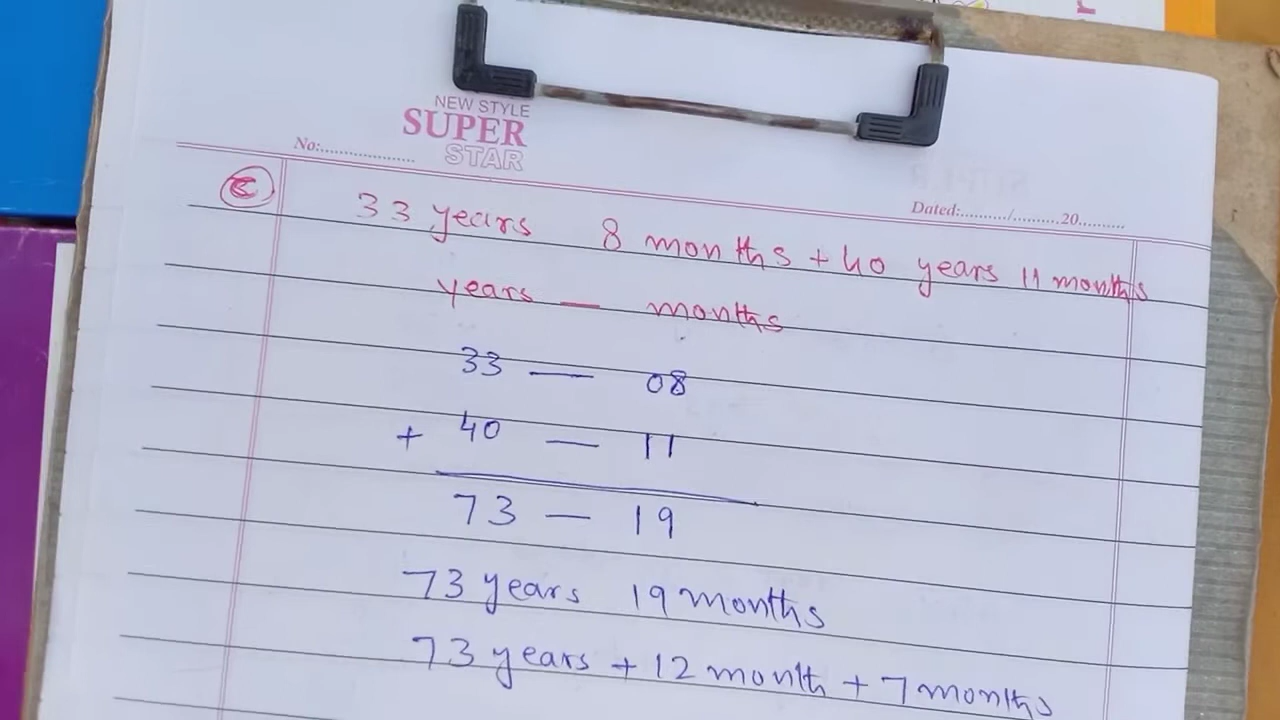 NEW STYLE
SUPER
STAR
No:....................
Dated:.........../..........20..........
33 years 8 months + 40 years 11 months
years — months
33 — 08
+ 40 — 11
73 — 19
73 years 19 months
73 years + 12 month + 7 months